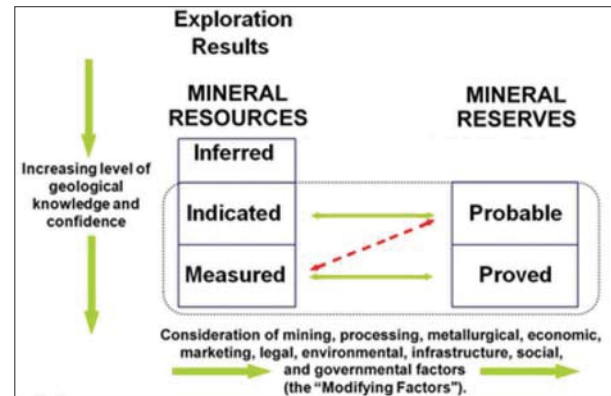 Exploration
Results
MINERAL
RESOURCES
MINERAL
RESERVES
Increasing level of
geological
knowledge and
confidence
Inferred
Indicated
Probable
Measured
Proved
Consideration of mining, processing, metallurgical, economic,
marketing, legal, environmental, infrastructure, social,
and governmental factors
(the “Modifying Factors”).